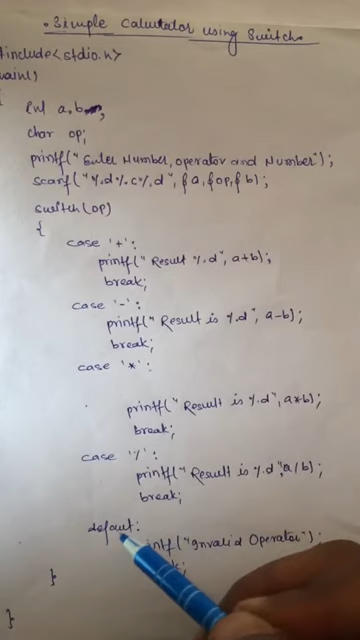 . Simple Calculator using Switch.
#include<stdio.h>
main()
{
int a,b;
char op;
printf("Enter Number, operator and Number");
scanf("%d%c%d", &a,&op,&b);
switch(op)
{
case '+':
printf("Result %d", a+b);
break;
case '-':
printf("Result is %d", a-b);
break;
case '*':
printf("Result is %d", a*b);
break;
case '/':
printf("Result is %d", a/b);
break;
default:
intf("Invalid Operator");
k;
}
}